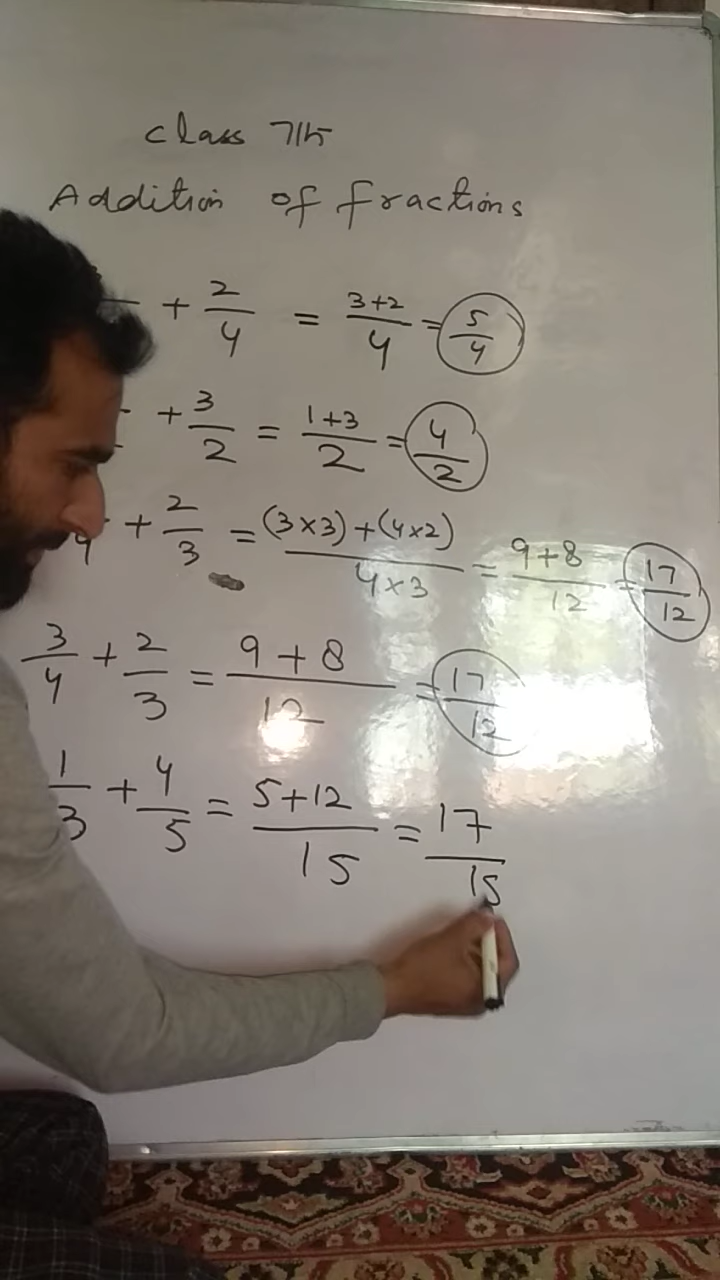 Class 7th
Addition of fractions
+ 2/4 = 3+2/4 = 5/4
+ 3/2 = 1+3/2 = 4/2
4 + 2/3 = (3×3)+(4×2)/4×3 = 9+8/12 = 17/12
3/4 + 2/3 = 9+8/12 = 17/12
1/3 + 4/5 = 5+12/15 = 17/15